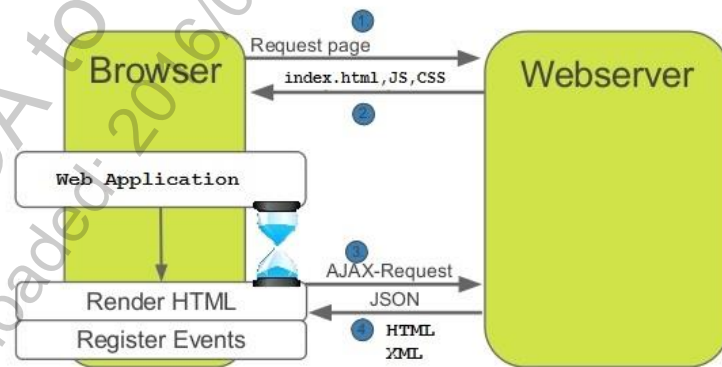 1
Request page
Browser
Webserver
index.html,JS,CSS
2
Web Application
3
AJAX-Request
Render HTML
JSON
Register Events
4
HTML
XML